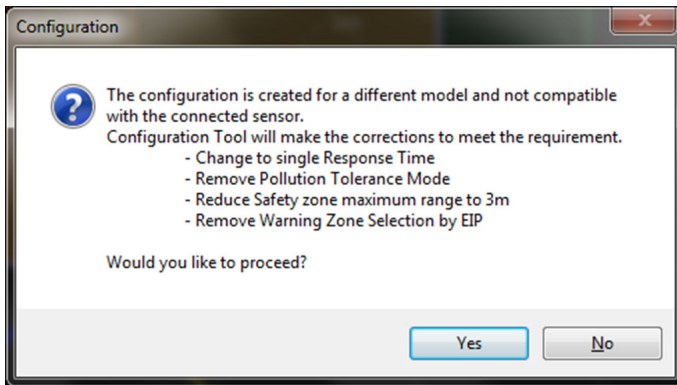 Configuration
The configuration is created for a different model and not compatible
with the connected sensor.
Configuration Tool will make the corrections to meet the requirement.
- Change to single Response Time
- Remove Pollution Tolerance Mode
- Reduce Safety zone maximum range to 3m
- Remove Warning Zone Selection by EIP
Would you like to proceed?
Yes No